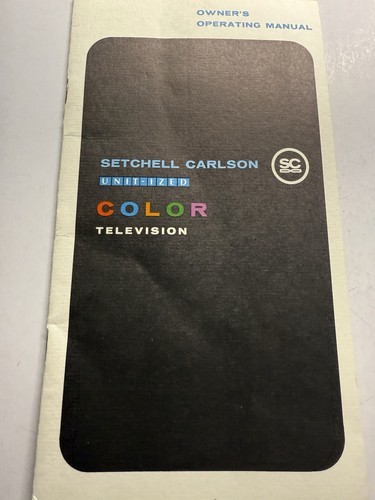 OWNER'S
OPERATING MANUAL
SETCHELL CARLSON
SC
UNIT-IZED
COLOR
TELEVISION